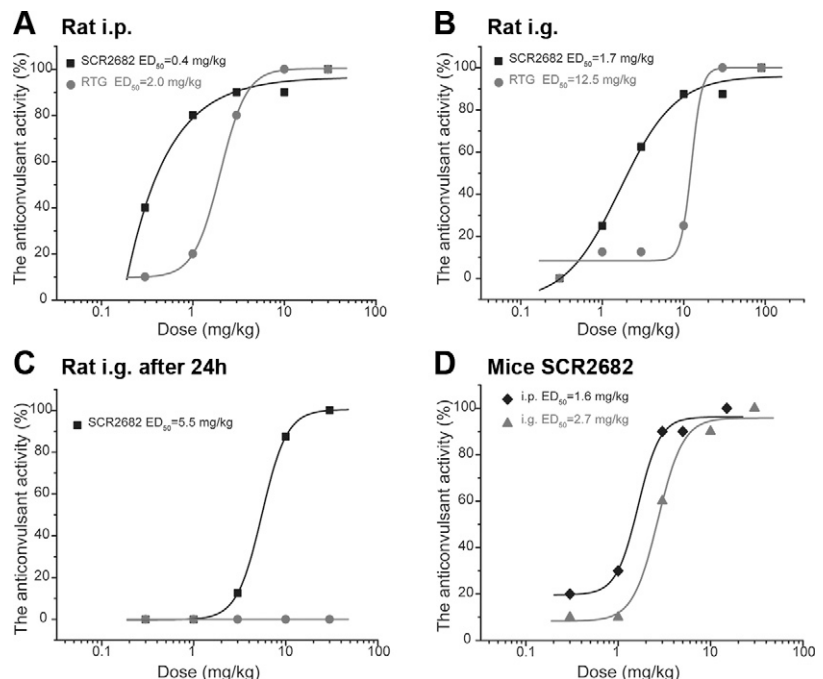 A Rat i.p.
SCR2682 ED50=0.4 mg/kg
RTG ED50=2.0 mg/kg
The anticonvulsant activity (%)
100
80
60
40
20
0
0.1 1 10 100
Dose (mg/kg)
B Rat i.g.
SCR2682 ED50=1.7 mg/kg
RTG ED50=12.5 mg/kg
The anticonvulsant activity (%)
100
80
60
40
20
0
0.1 1 10 100
Dose (mg/kg)
C Rat i.g. after 24h
SCR2682 ED50=5.5 mg/kg
The anticonvulsant activity (%)
100
80
60
40
20
0
0.1 1 10 100
Dose (mg/kg)
D Mice SCR2682
i.p. ED50=1.6 mg/kg
i.g. ED50=2.7 mg/kg
The anticonvulsant activity (%)
100
80
60
40
20
0
0.1 1 10 100
Dose (mg/kg)